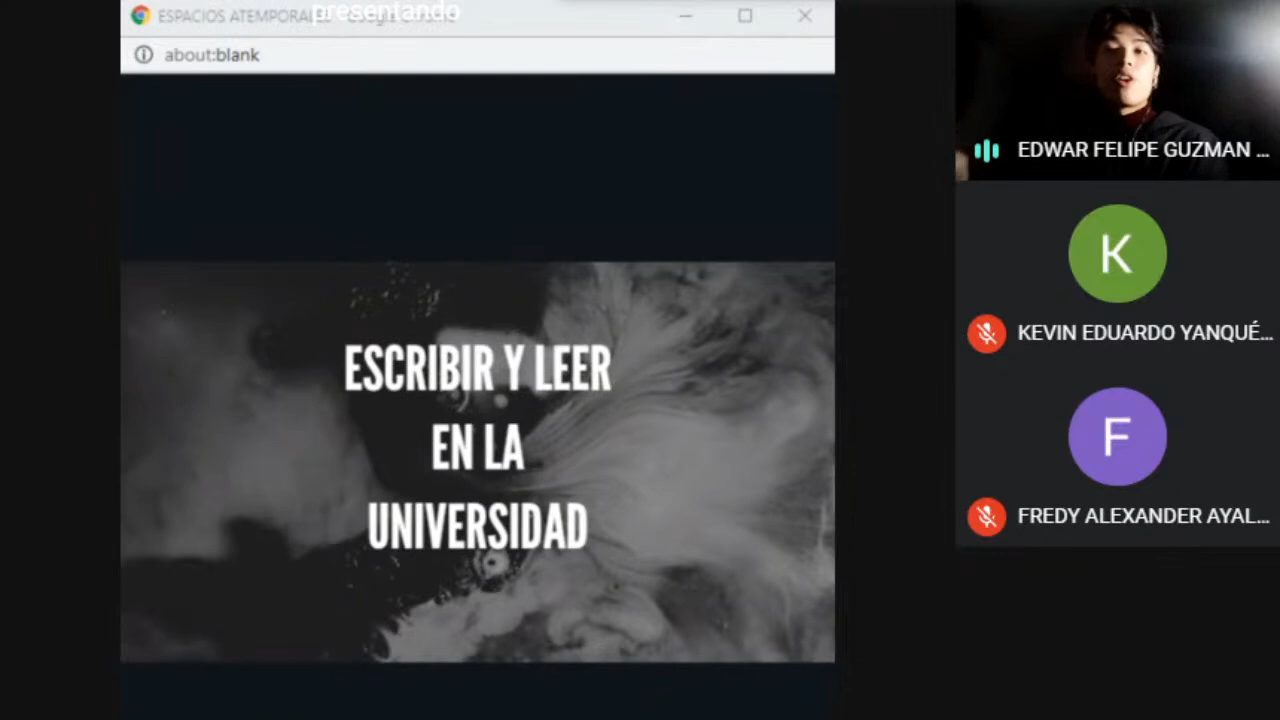 ESPACIOS ATEMPORAL
presentando
about:blank
ESCRIBIR Y LEER
EN LA
UNIVERSIDAD
EDWAR FELIPE GUZMAN ...
K
KEVIN EDUARDO YANQUÉ...
F
FREDY ALEXANDER AYAL...